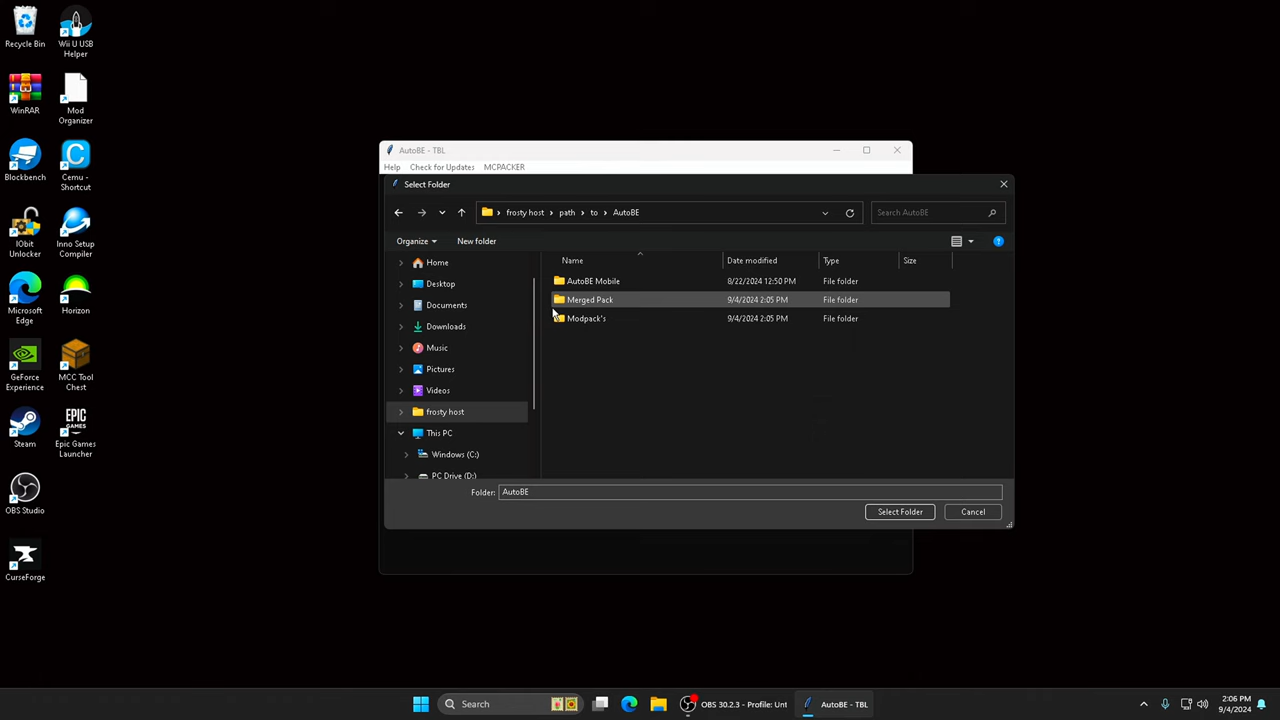 Recycle Bin
Wii U USB
Helper
WinRAR
Mod
Organizer
Blockbench
Cemu -
Shortcut
IObit
Unlocker
Inno Setup
Compiler
Microsoft
Edge
Horizon
GeForce
Experience
MCC Tool
Chest
Steam
Epic Games
Launcher
OBS Studio
CurseForge
AutoBE - TBL
Help Check for Updates MCPACKER
Select Folder
frosty host > path > to > AutoBE
Search AutoBE
Organize New folder
Name Date modified Type Size
Home
Desktop
Documents
Downloads
Music
Pictures
Videos
frosty host
This PC
Windows (C:)
PC Drive (D:)
AutoBE Mobile 8/22/2024 12:50 PM File folder
Merged Pack 9/4/2024 2:05 PM File folder
Modpack's 9/4/2024 2:05 PM File folder
Folder: AutoBE
Select Folder Cancel
Search
OBS 30.2.3 - Profile: Unt
AutoBE - TBL
2:06 PM
9/4/2024